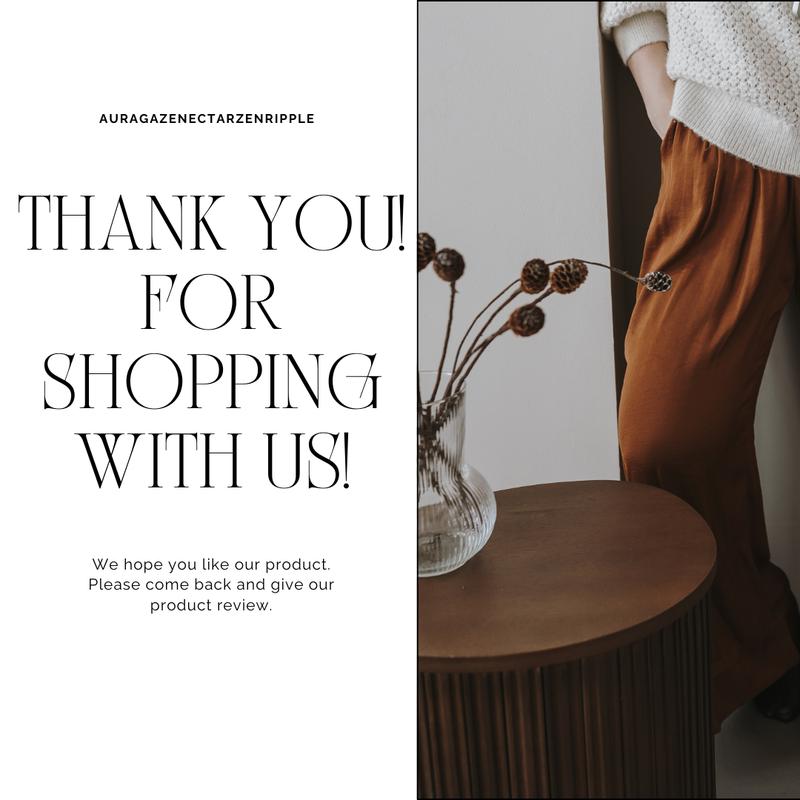 AURAGAZENECTARZENRIPPLE
THANK YOU!
FOR
SHOPPING
WITH US!
We hope you like our product.
Please come back and give our
product review.